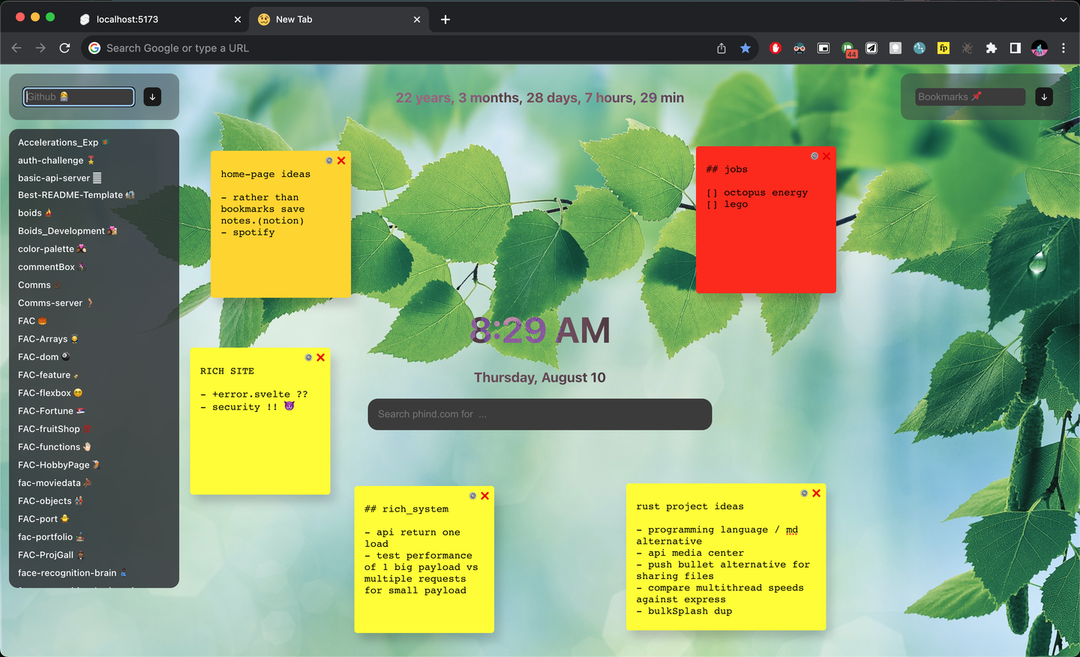 localhost:5173
New Tab
Search Google or type a URL
44
fp
Github
Bookmarks
22 years, 3 months, 28 days, 7 hours, 29 min
Accelerations_Exp
auth-challenge
basic-api-server
Best-README-Template
boids
Boids_Development
color-palette
commentBox
Comms
Comms-server
FAC
FAC-Arrays
FAC-dom
FAC-feature
FAC-flexbox
FAC-Fortune
FAC-fruitShop
FAC-functions
FAC-HobbyPage
fac-moviedata
FAC-objects
FAC-port
fac-portfolio
FAC-ProjGall
face-recognition-brain
home-page ideas
- rather than
bookmarks save
notes.(notion)
- spotify
## jobs
[] octopus energy
[] lego
8:29 AM
Thursday, August 10
Search phind.com for ...
RICH SITE
- +error.svelte ??
- security !! 😈
## rich_system
- api return one
load
- test performance
of 1 big payload vs
multiple requests
for small payload
rust project ideas
- programming language / md
alternative
- api media center
- push bullet alternative for
sharing files
- compare multithread speeds
against express
- bulkSplash dup